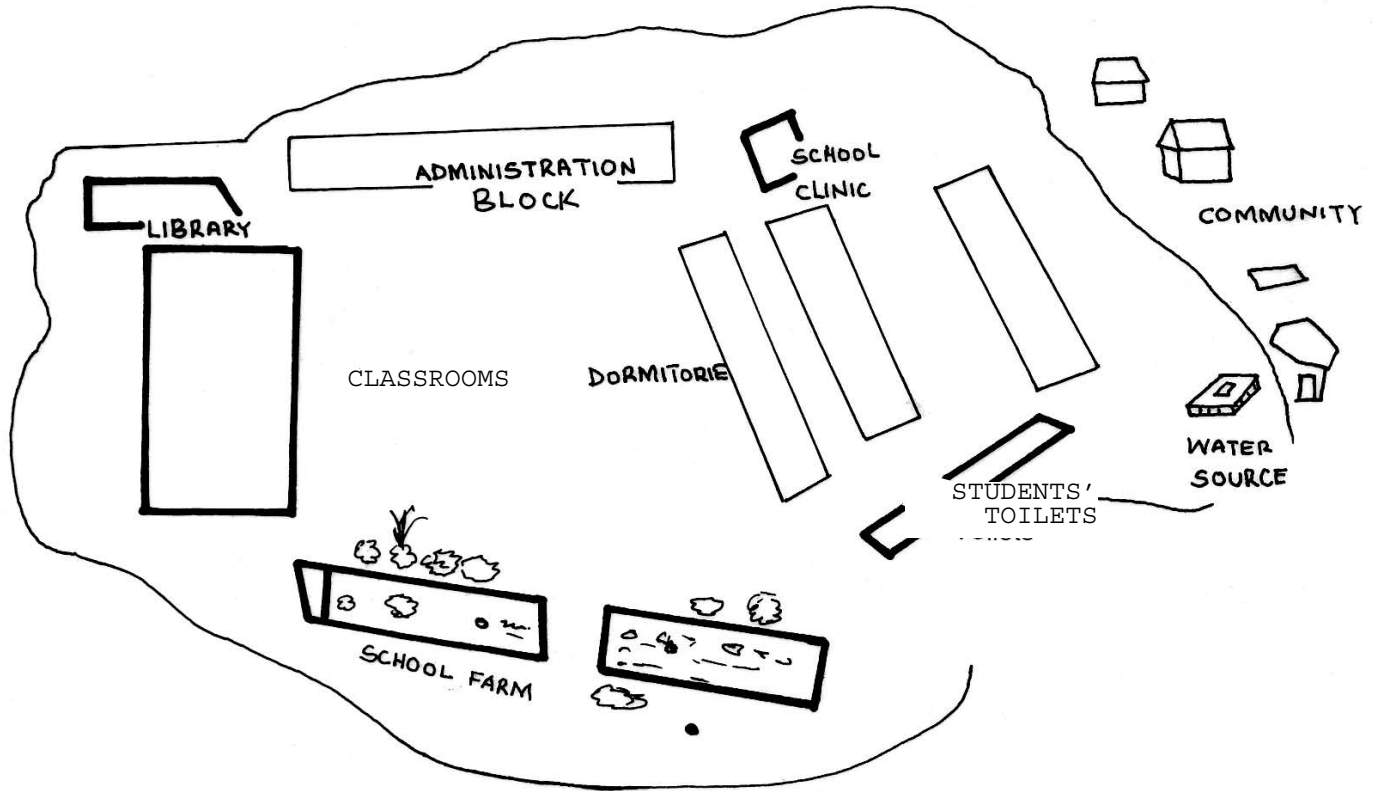 ADMINISTRATION
BLOCK
SCHOOL
CLINIC
LIBRARY
COMMUNITY
CLASSROOMS
DORMITORIE
WATER
SOURCE
STUDENTS'
TOILETS
SCHOOL FARM